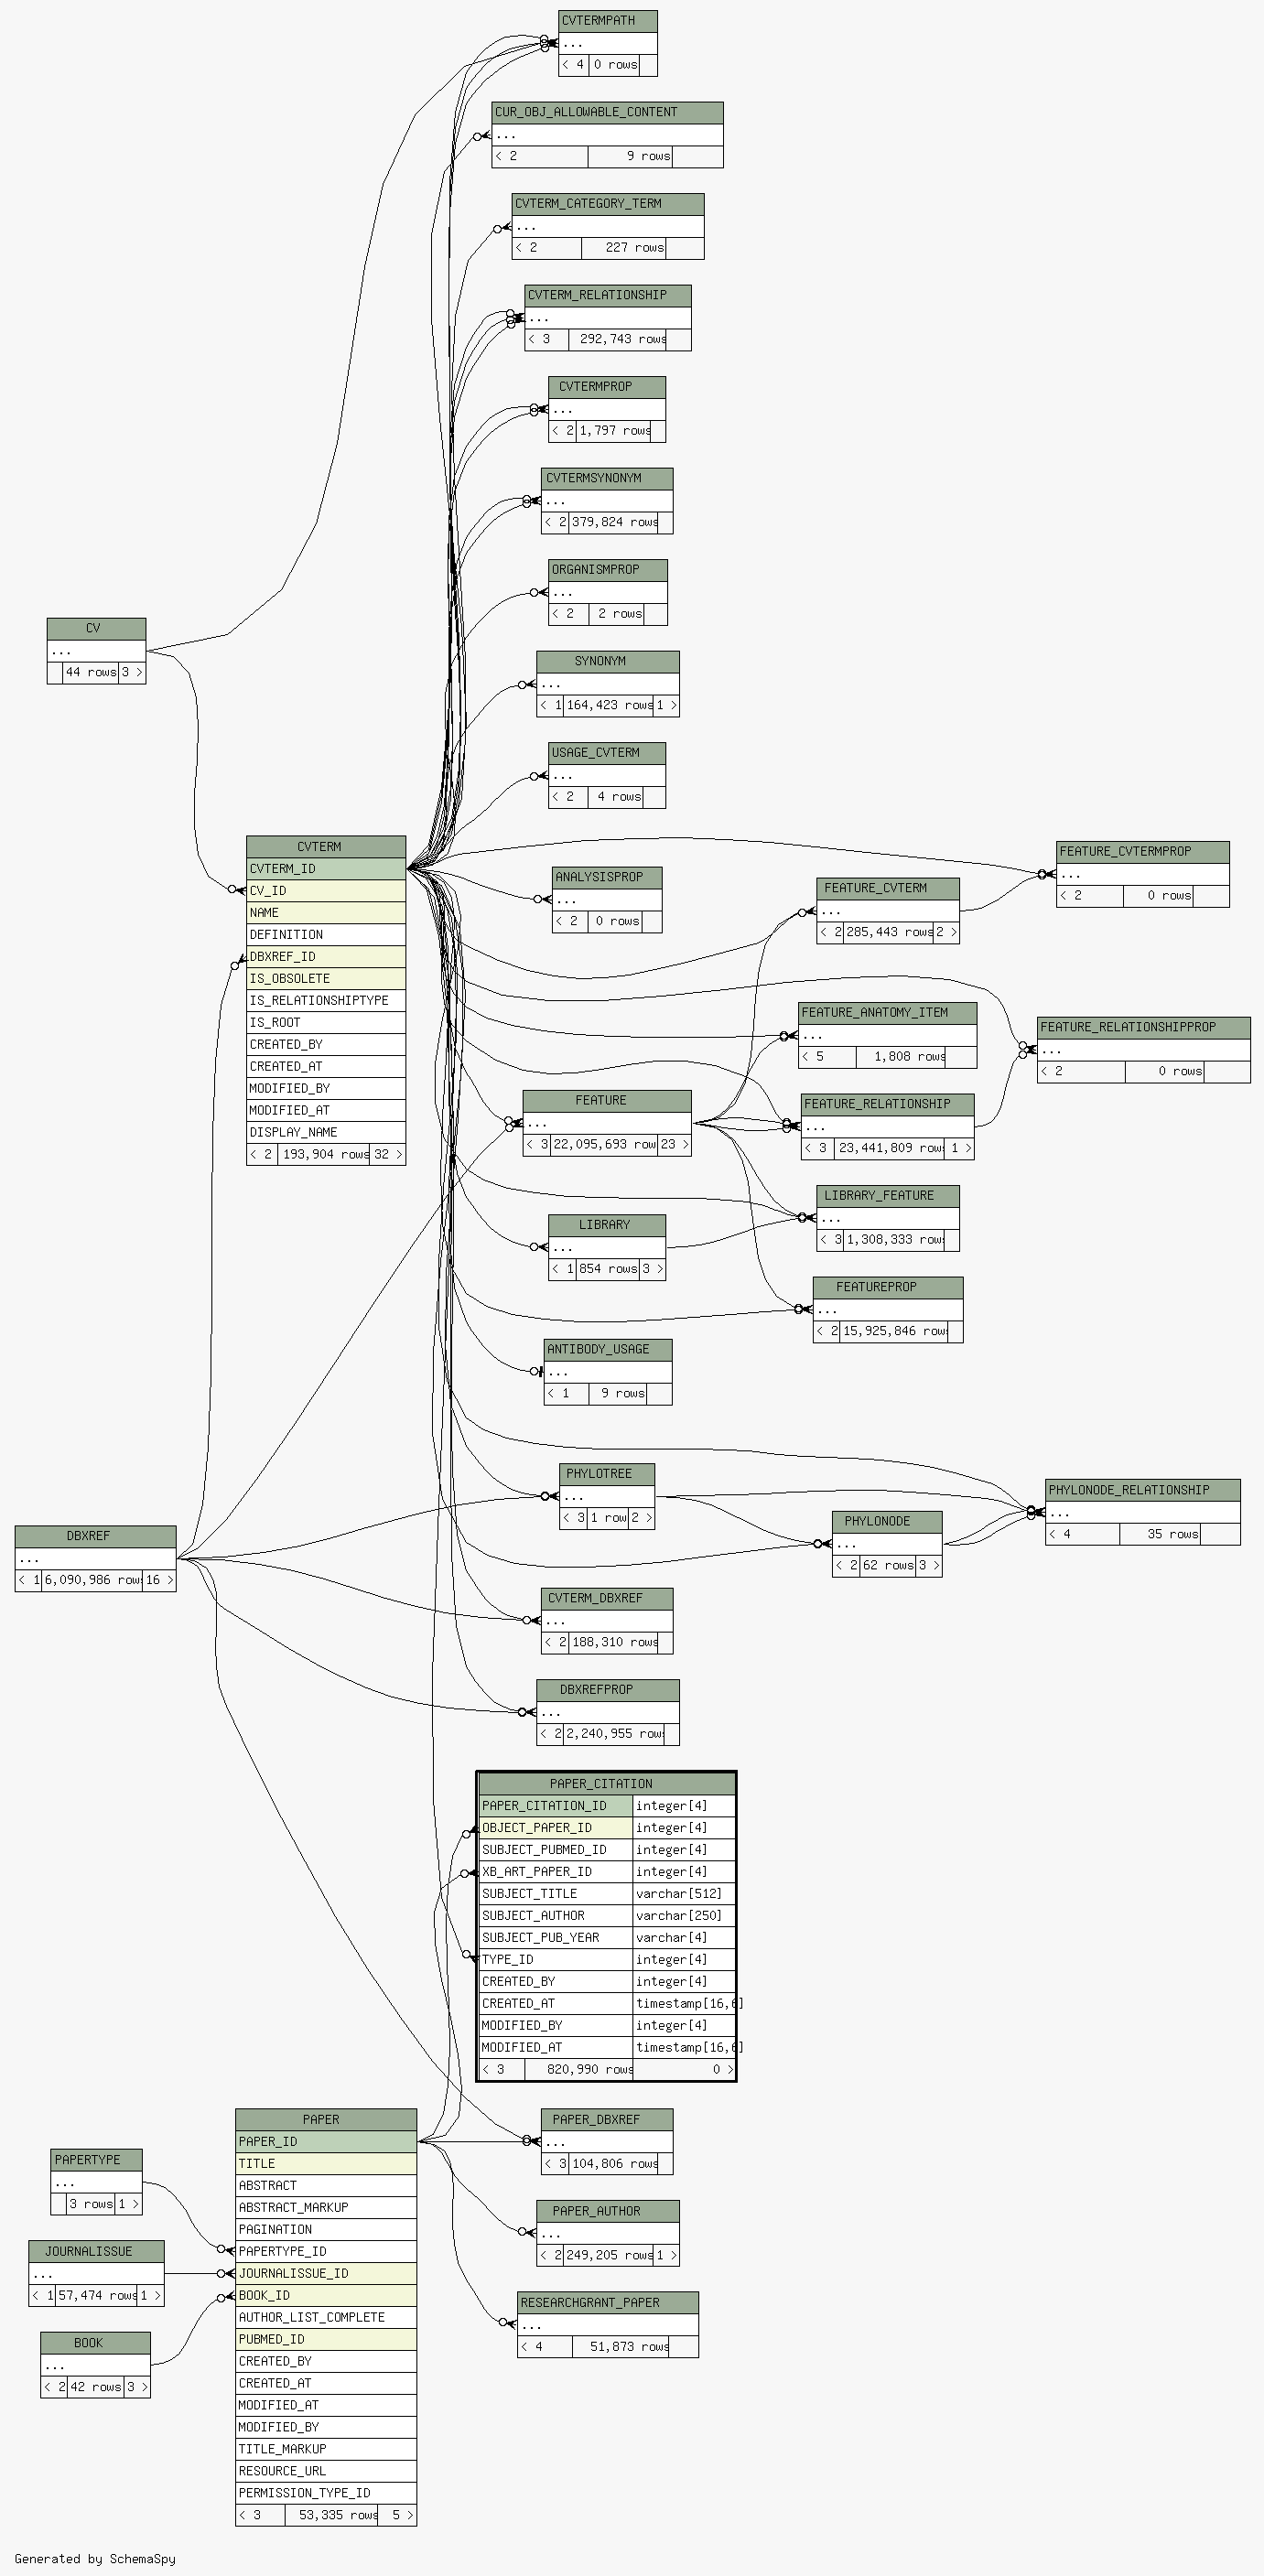 CVTERMPATH
...
< 4 0 rows
CUR_OBJ_ALLOWABLE_CONTENT
...
< 2 9 rows
CVTERM_CATEGORY_TERM
...
< 2 227 rows
CVTERM_RELATIONSHIP
...
< 3 292,743 rows
CVTERMPROP
...
< 2 1,797 rows
CVTERMSYNONYM
...
< 2 379,824 rows
ORGANISMPROP
...
< 2 2 rows
CV
...
44 rows 3 >
SYNONYM
...
< 1 164,423 rows 1 >
USAGE_CVTERM
...
< 2 4 rows
CVTERM
CVTERM_ID
CV_ID
NAME
DEFINITION
DBXREF_ID
IS_OBSOLETE
IS_RELATIONSHIPTYPE
IS_ROOT
CREATED_BY
CREATED_AT
MODIFIED_BY
MODIFIED_AT
DISPLAY_NAME
< 2 193,904 rows 32 >
ANALYSISPROP
...
< 2 0 rows
FEATURE_CVTERM
...
< 2 285,443 rows 2 >
FEATURE_CVTERMPROP
...
< 2 0 rows
FEATURE_ANATOMY_ITEM
...
< 5 1,808 rows
FEATURE_RELATIONSHIPPROP
...
< 2 0 rows
FEATURE
...
< 3 22,095,693 row 23 >
FEATURE_RELATIONSHIP
...
< 3 23,441,809 row 1 >
LIBRARY_FEATURE
...
< 3 1,308,333 row
LIBRARY
...
< 1 854 rows 3 >
FEATUREPROP
...
< 2 15,925,846 row
ANTIBODY_USAGE
...
< 1 9 rows
PHYLOTREE
...
< 3 1 row 2 >
PHYLONODE
...
< 2 62 rows 3 >
PHYLONODE_RELATIONSHIP
...
< 4 35 rows
DBXREF
...
< 1 6,090,986 row 16 >
CVTERM_DBXREF
...
< 2 188,310 rows
DBXREFPROP
...
< 2 2,240,955 row
PAPER_CITATION
PAPER_CITATION_ID integer[4]
OBJECT_PAPER_ID integer[4]
SUBJECT_PUBMED_ID integer[4]
XB_ART_PAPER_ID integer[4]
SUBJECT_TITLE varchar[512]
SUBJECT_AUTHOR varchar[250]
SUBJECT_PUB_YEAR varchar[4]
TYPE_ID integer[4]
CREATED_BY integer[4]
CREATED_AT timestamp[16,6]
MODIFIED_BY integer[4]
MODIFIED_AT timestamp[16,6]
< 3 820,990 rows 0 >
PAPER
PAPER_ID
TITLE
ABSTRACT
ABSTRACT_MARKUP
PAGINATION
PAPERTYPE_ID
JOURNALISSUE_ID
BOOK_ID
AUTHOR_LIST_COMPLETE
PUBMED_ID
CREATED_BY
CREATED_AT
MODIFIED_AT
MODIFIED_BY
TITLE_MARKUP
RESOURCE_URL
PERMISSION_TYPE_ID
< 3 53,335 rows 5 >
PAPERTYPE
...
3 rows 1 >
JOURNALISSUE
...
< 1 57,474 rows 1 >
BOOK
...
< 2 42 rows 3 >
PAPER_DBXREF
...
< 3 104,806 rows
PAPER_AUTHOR
...
< 2 249,205 rows 1 >
RESEARCHGRANT_PAPER
...
< 4 51,873 rows
Generated by SchemaSpy